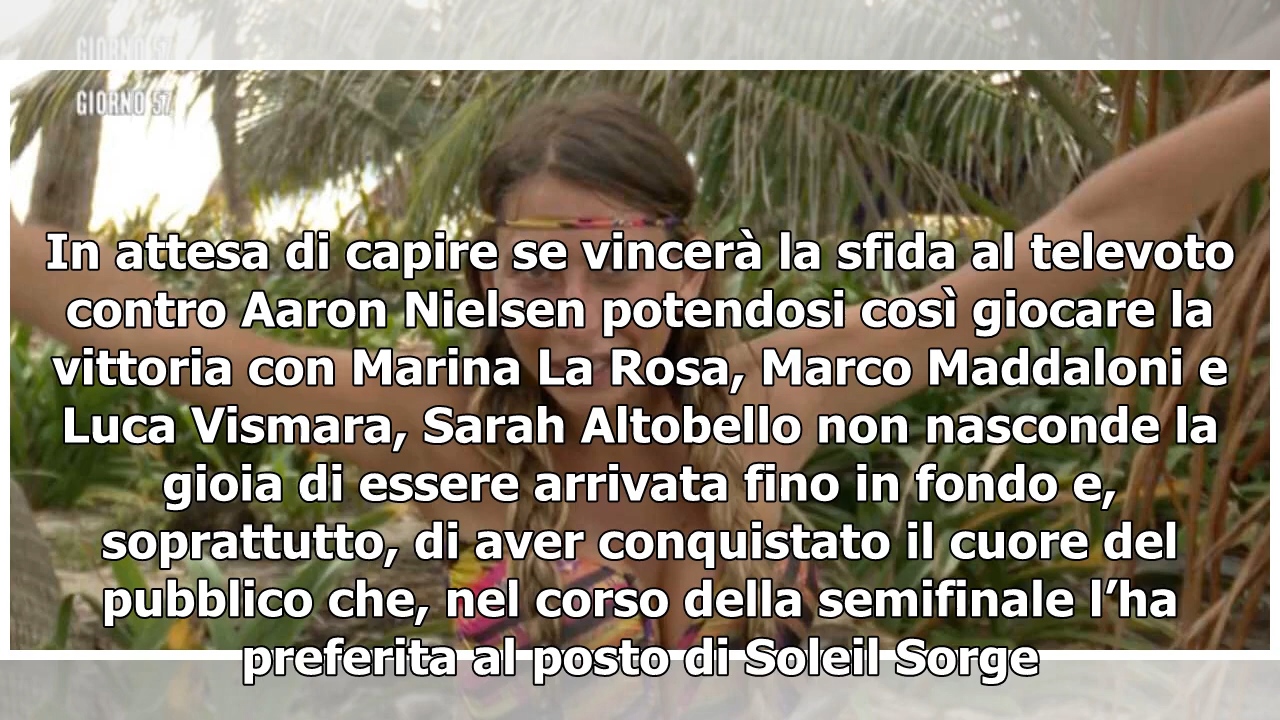 GIORNO 57
GIORNO 57
In attesa di capire se vincerà la sfida al televoto
contro Aaron Nielsen potendosi così giocare la
vittoria con Marina La Rosa, Marco Maddaloni e
Luca Vismara, Sarah Altobello non nasconde la
gioia di essere arrivata fino in fondo e,
soprattutto, di aver conquistato il cuore del
pubblico che, nel corso della semifinale l’ha
preferita al posto di Soleil Sorge